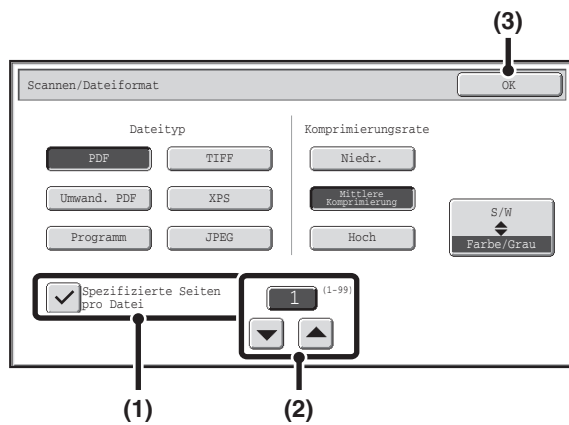 (3)
Scannen/Dateiformat
OK
Dateityp
Komprimierungsrate
PDF
TIFF
Niedr.
Umwand. PDF
XPS
Mittlere
Komprimierung
S/W
Farbe/Grau
Programm
JPEG
Hoch
Spezifizierte Seiten
pro Datei
1
(1-99)
(1)
(2)